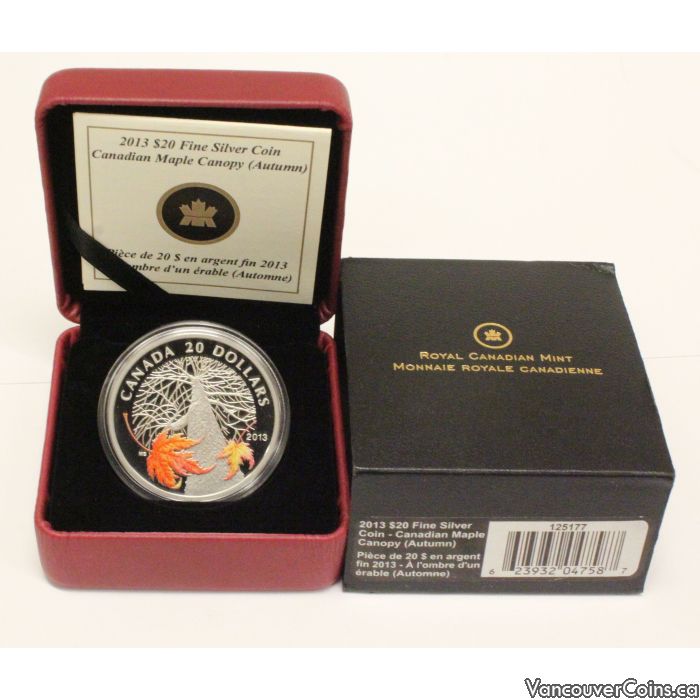 2013 $20 Fine Silver Coin
Canadian Maple Canopy (Autumn)
Pièce de 20 $ en argent fin 2013
l'ombre d'un érable (Automne)
CANADA 20 DOLLARS
2013
ROYAL CANADIAN MINT
MONNAIE ROYALE CANADIENNE
2013 $20 Fine Silver
Coin - Canadian Maple
Canopy (Autumn)
Pièce de 20 $ en argent
fin 2013 - À l'ombre d'un
érable (Automne)
125177
6 23932 04758 7
VancouverCoins.ca